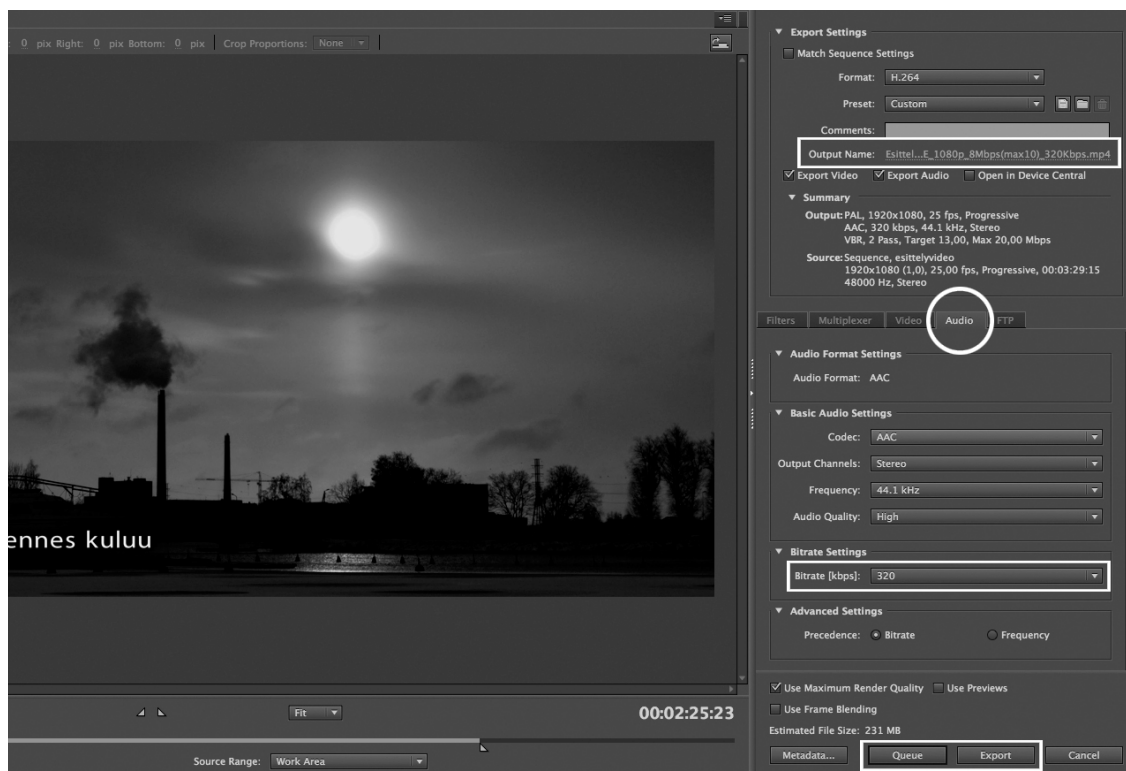 : 0 pix Right: 0 pix Bottom: 0 pix Crop Proportions: None
ennes kuluu
Fit
00:02:25:23
Source Range: Work Area
Export Settings
Match Sequence Settings
Format: H.264
Preset: Custom
Comments:
Output Name: Esittel...E_1080p_8Mbps(max10)_320Kbps.mp4
Export Video Export Audio Open in Device Central
Summary
Output: PAL, 1920x1080, 25 fps, Progressive
AAC, 320 kbps, 44.1 kHz, Stereo
VBR, 2 Pass, Target 13,00, Max 20,00 Mbps
Source: Sequence, esittelyvideo
1920x1080 (1,0), 25,00 fps, Progressive, 00:03:29:15
48000 Hz, Stereo
Filters Multiplexer Video Audio FTP
Audio Format Settings
Audio Format: AAC
Basic Audio Settings
Codec: AAC
Output Channels: Stereo
Frequency: 44.1 kHz
Audio Quality: High
Bitrate Settings
Bitrate [kbps]: 320
Advanced Settings
Precedence: Bitrate Frequency
Use Maximum Render Quality Use Previews
Use Frame Blending
Estimated File Size: 231 MB
Metadata... Queue Export Cancel